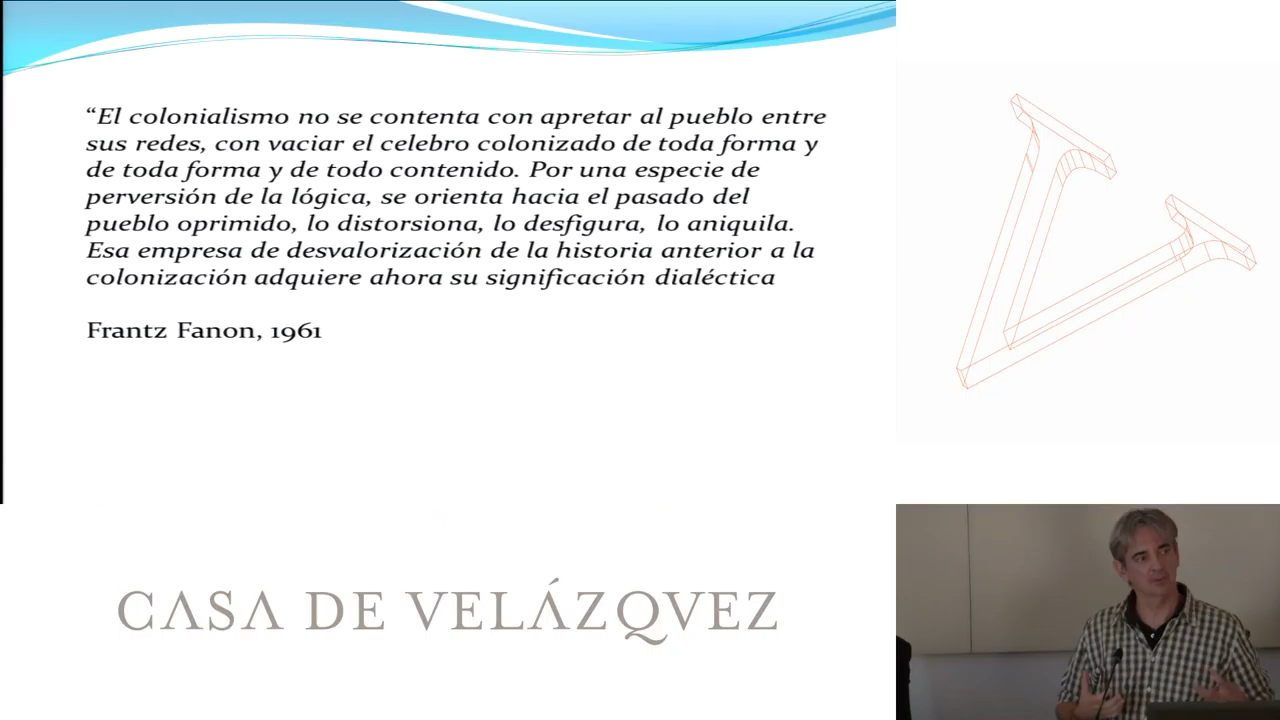 “El colonialismo no se contenta con apretar al pueblo entre
sus redes, con vaciar el celebro colonizado de toda forma y
de toda forma y de todo contenido. Por una especie de
perversión de la lógica, se orienta hacia el pasado del
pueblo oprimido, lo distorsiona, lo desfigura, lo aniquila.
Esa empresa de desvalorización de la historia anterior a la
colonización adquiere ahora su significación dialéctica
Frantz Fanon, 1961
CASA DE VELÁZQVEZ